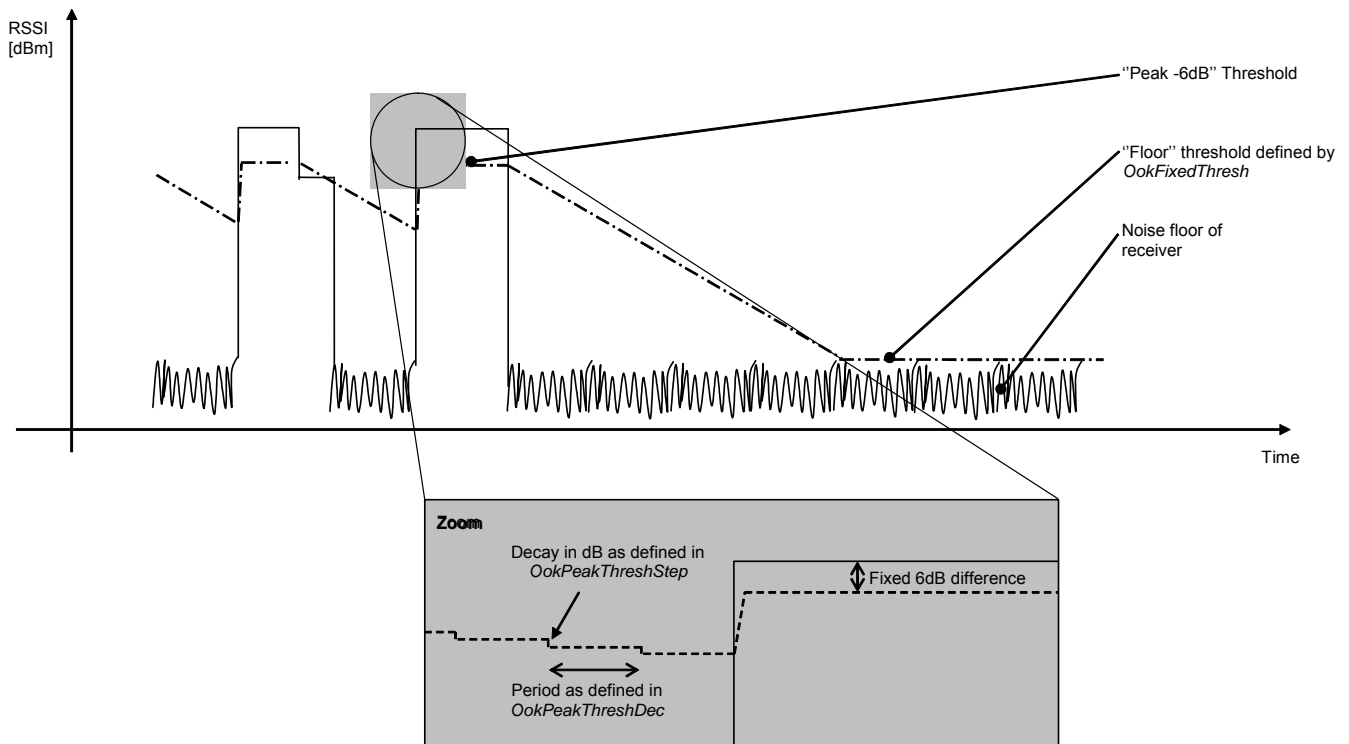 RSSI
[dBm]
‘’Peak -6dB’’ Threshold
‘’Floor’’ threshold defined by
OokFixedThresh
Noise floor of
receiver
Time
Zoom
Decay in dB as defined in
OokPeakThreshStep
Fixed 6dB difference
Period as defined in
OokPeakThreshDec